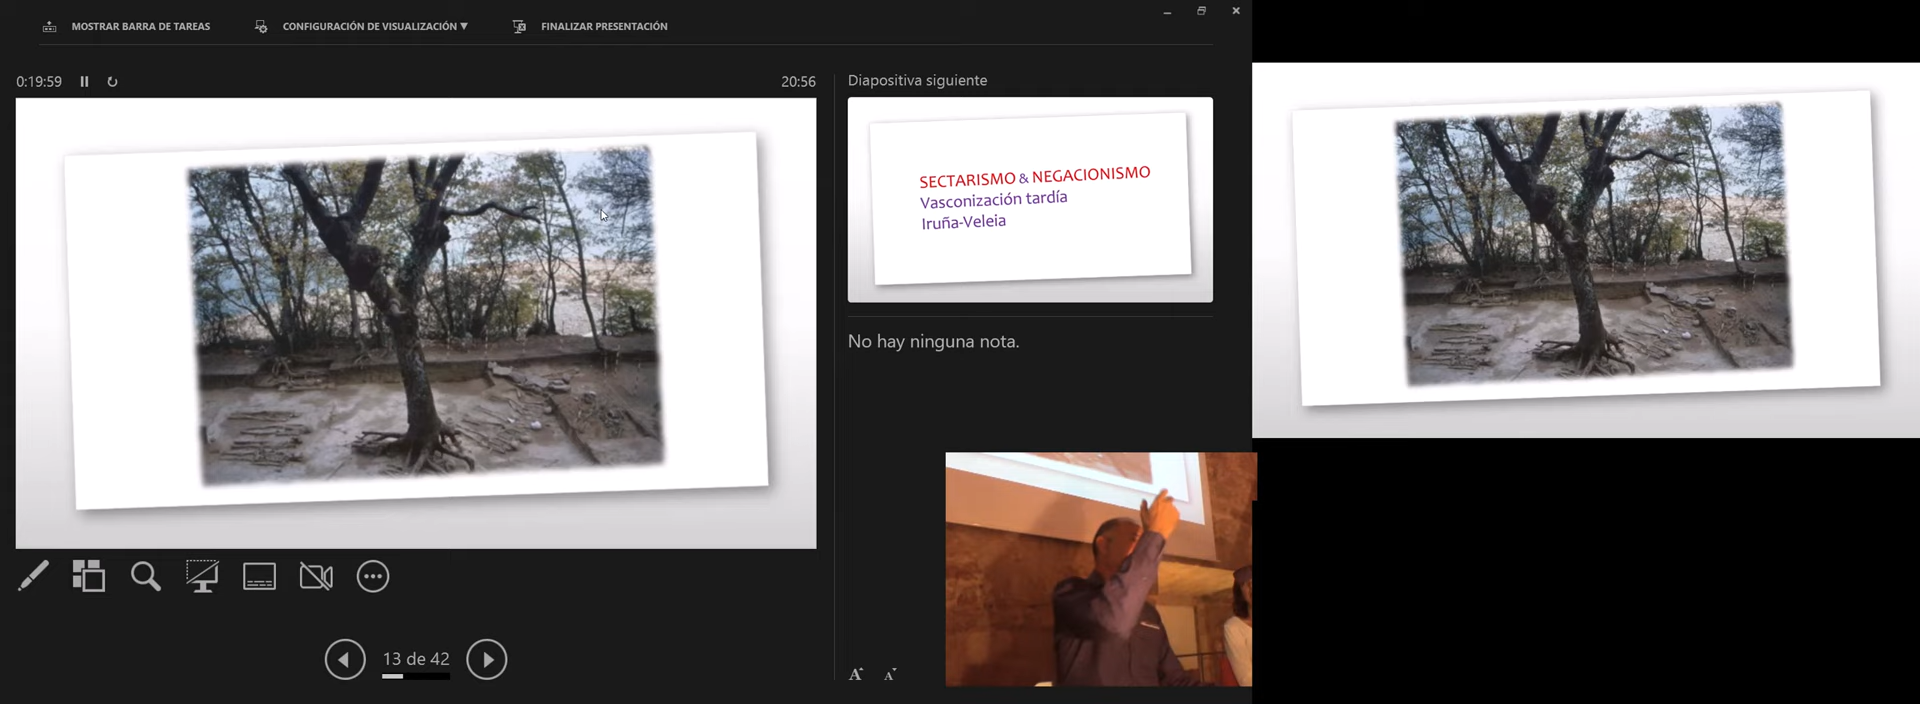 MOSTRAR BARRA DE TAREAS
CONFIGURACIÓN DE VISUALIZACIÓN ▼
FINALIZAR PRESENTACIÓN
0:19:59
20:56
Diapositiva siguiente
SECTARISMO & NEGACIONISMO
Vasconización tardía
Iruña-Veleia
No hay ninguna nota.
13 de 42
A A